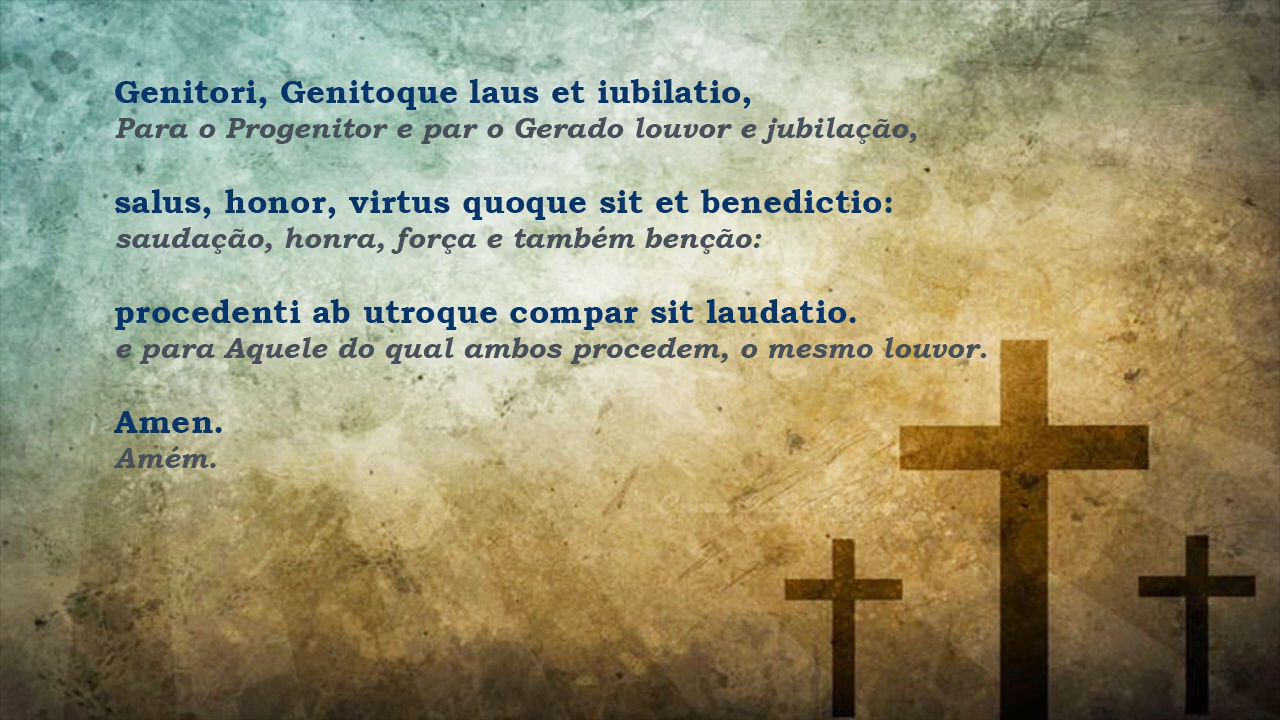 Genitori, Genitoque laus et iubilatio,
Para o Progenitor e par o Gerado louvor e jubilação,
salus, honor, virtus quoque sit et benedictio:
saudação, honra, força e também benção:
procedenti ab utroque compar sit laudatio.
e para Aquele do qual ambos procedem, o mesmo louvor.
Amen.
Amém.